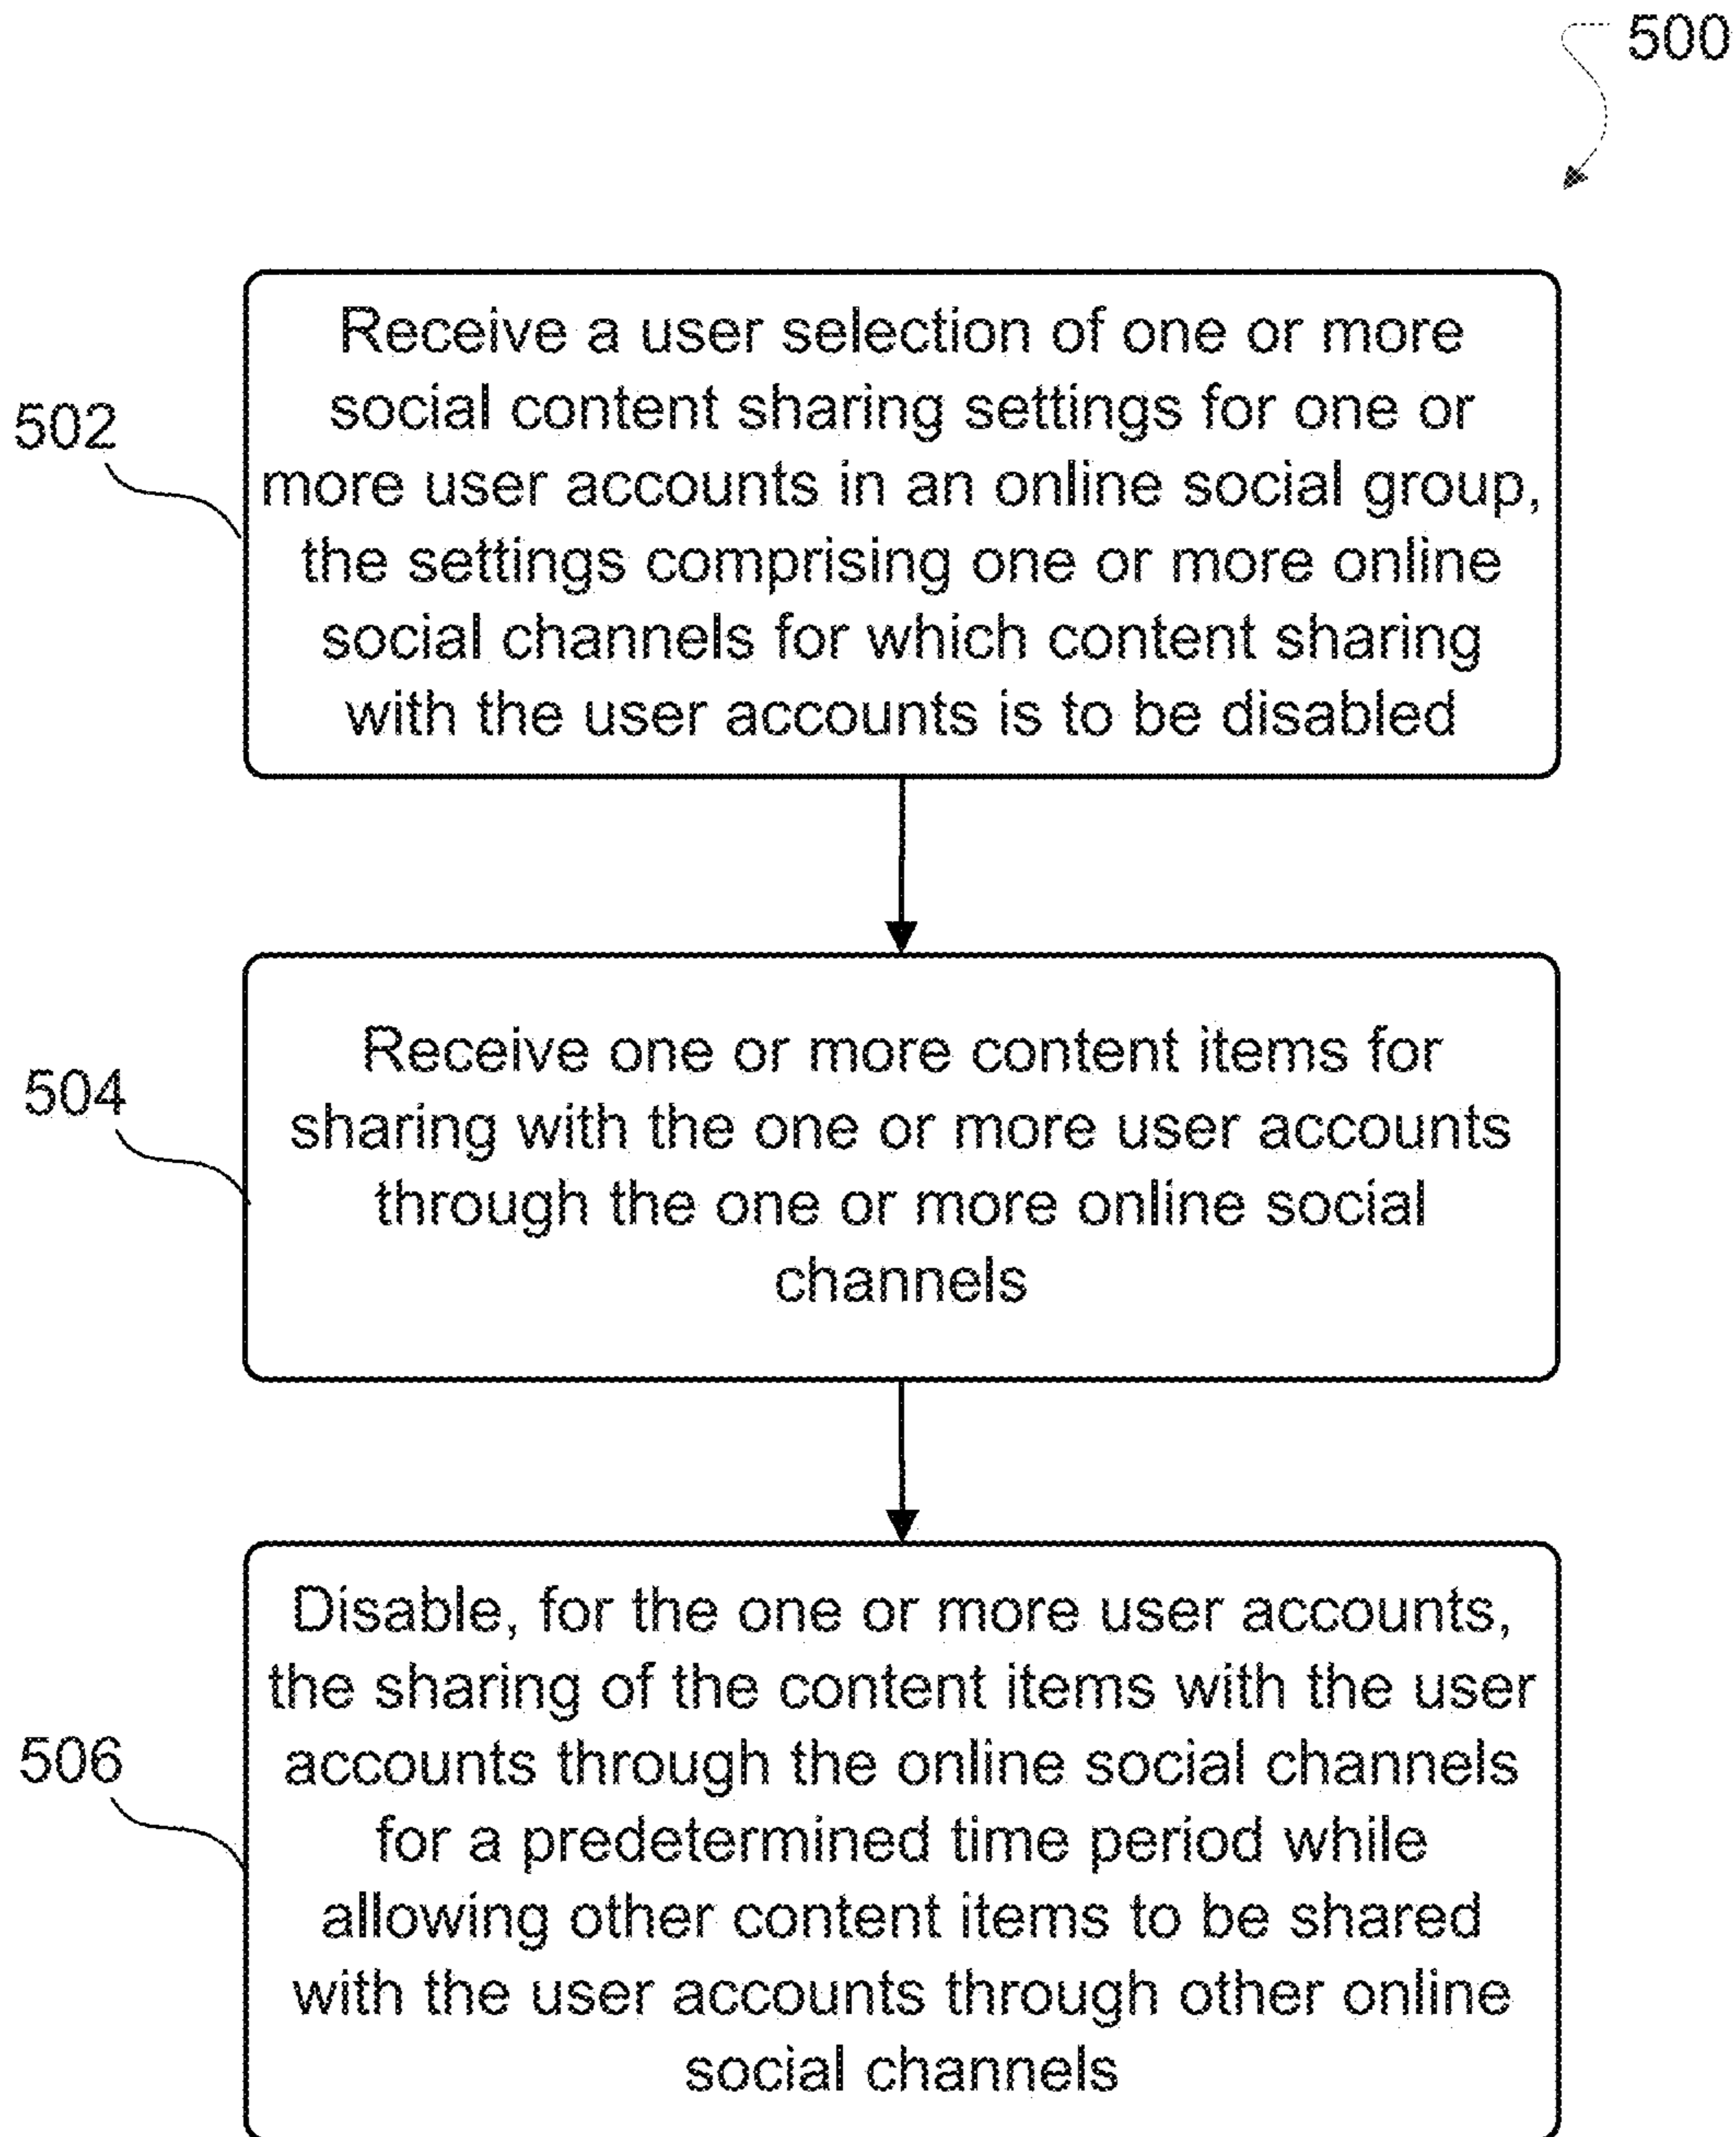 500
502
Receive a user selection of one or more
social content sharing settings for one or
more user accounts in an online social group,
the settings comprising one or more online
social channels for which content sharing
with the user accounts is to be disabled
504
Receive one or more content items for
sharing with the one or more user accounts
through the one or more online social
channels
506
Disable, for the one or more user accounts,
the sharing of the content items with the user
accounts through the online social channels
for a predetermined time period while
allowing other content items to be shared
with the user accounts through other online
social channels